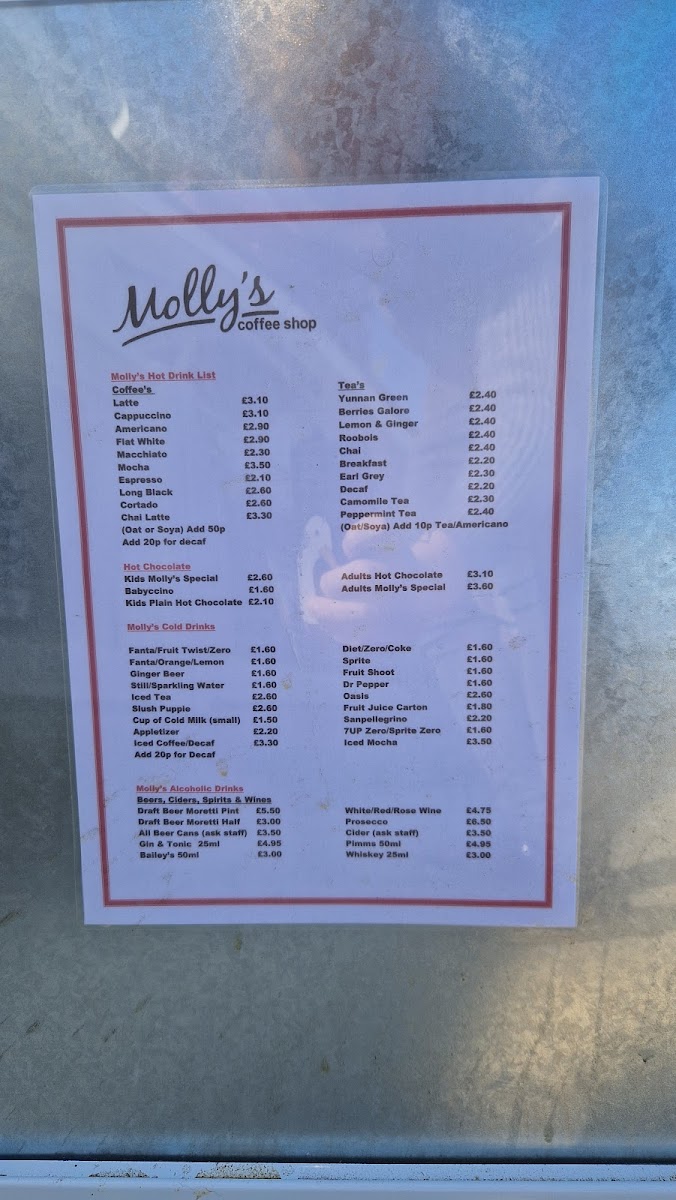 Molly's
coffee shop
Molly's Hot Drink List
Coffee's
Latte £3.10
Cappuccino £3.10
Americano £2.90
Flat White £2.90
Macchiato £2.30
Mocha £3.50
Espresso £2.10
Long Black £2.60
Cortado £2.60
Chai Latte £3.30
(Oat or Soya) Add 50p
Add 20p for decaf
Tea's
Yunnan Green £2.40
Berries Galore £2.40
Lemon & Ginger £2.40
Roobois £2.40
Chai £2.40
Breakfast £2.20
Earl Grey £2.30
Decaf £2.20
Camomile Tea £2.30
Peppermint Tea £2.40
(Oat/Soya) Add 10p Tea/Americano
Hot Chocolate
Kids Molly's Special £2.60
Babyccino £1.60
Kids Plain Hot Chocolate £2.10
Adults Hot Chocolate £3.10
Adults Molly's Special £3.60
Molly's Cold Drinks
Fanta/Fruit Twist/Zero £1.60
Fanta/Orange/Lemon £1.60
Ginger Beer £1.60
Still/Sparkling Water £1.60
Iced Tea £2.60
Slush Puppie £2.60
Cup of Cold Milk (small) £1.50
Appletizer £2.20
Iced Coffee/Decaf £3.30
Add 20p for Decaf
Diet/Zero/Coke £1.60
Sprite £1.60
Fruit Shoot £1.60
Dr Pepper £1.60
Oasis £2.60
Fruit Juice Carton £1.80
Sanpellegrino £2.20
7UP Zero/Sprite Zero £1.60
Iced Mocha £3.50
Molly's Alcoholic Drinks
Beers, Ciders, Spirits & Wines
Draft Beer Moretti Pint £5.50
Draft Beer Moretti Half £3.00
All Beer Cans (ask staff) £3.50
Gin & Tonic 25ml £4.95
Bailey's 50ml £3.00
White/Red/Rose Wine £4.75
Prosecco £6.50
Cider (ask staff) £3.50
Pimms 50ml £4.95
Whiskey 25ml £3.00